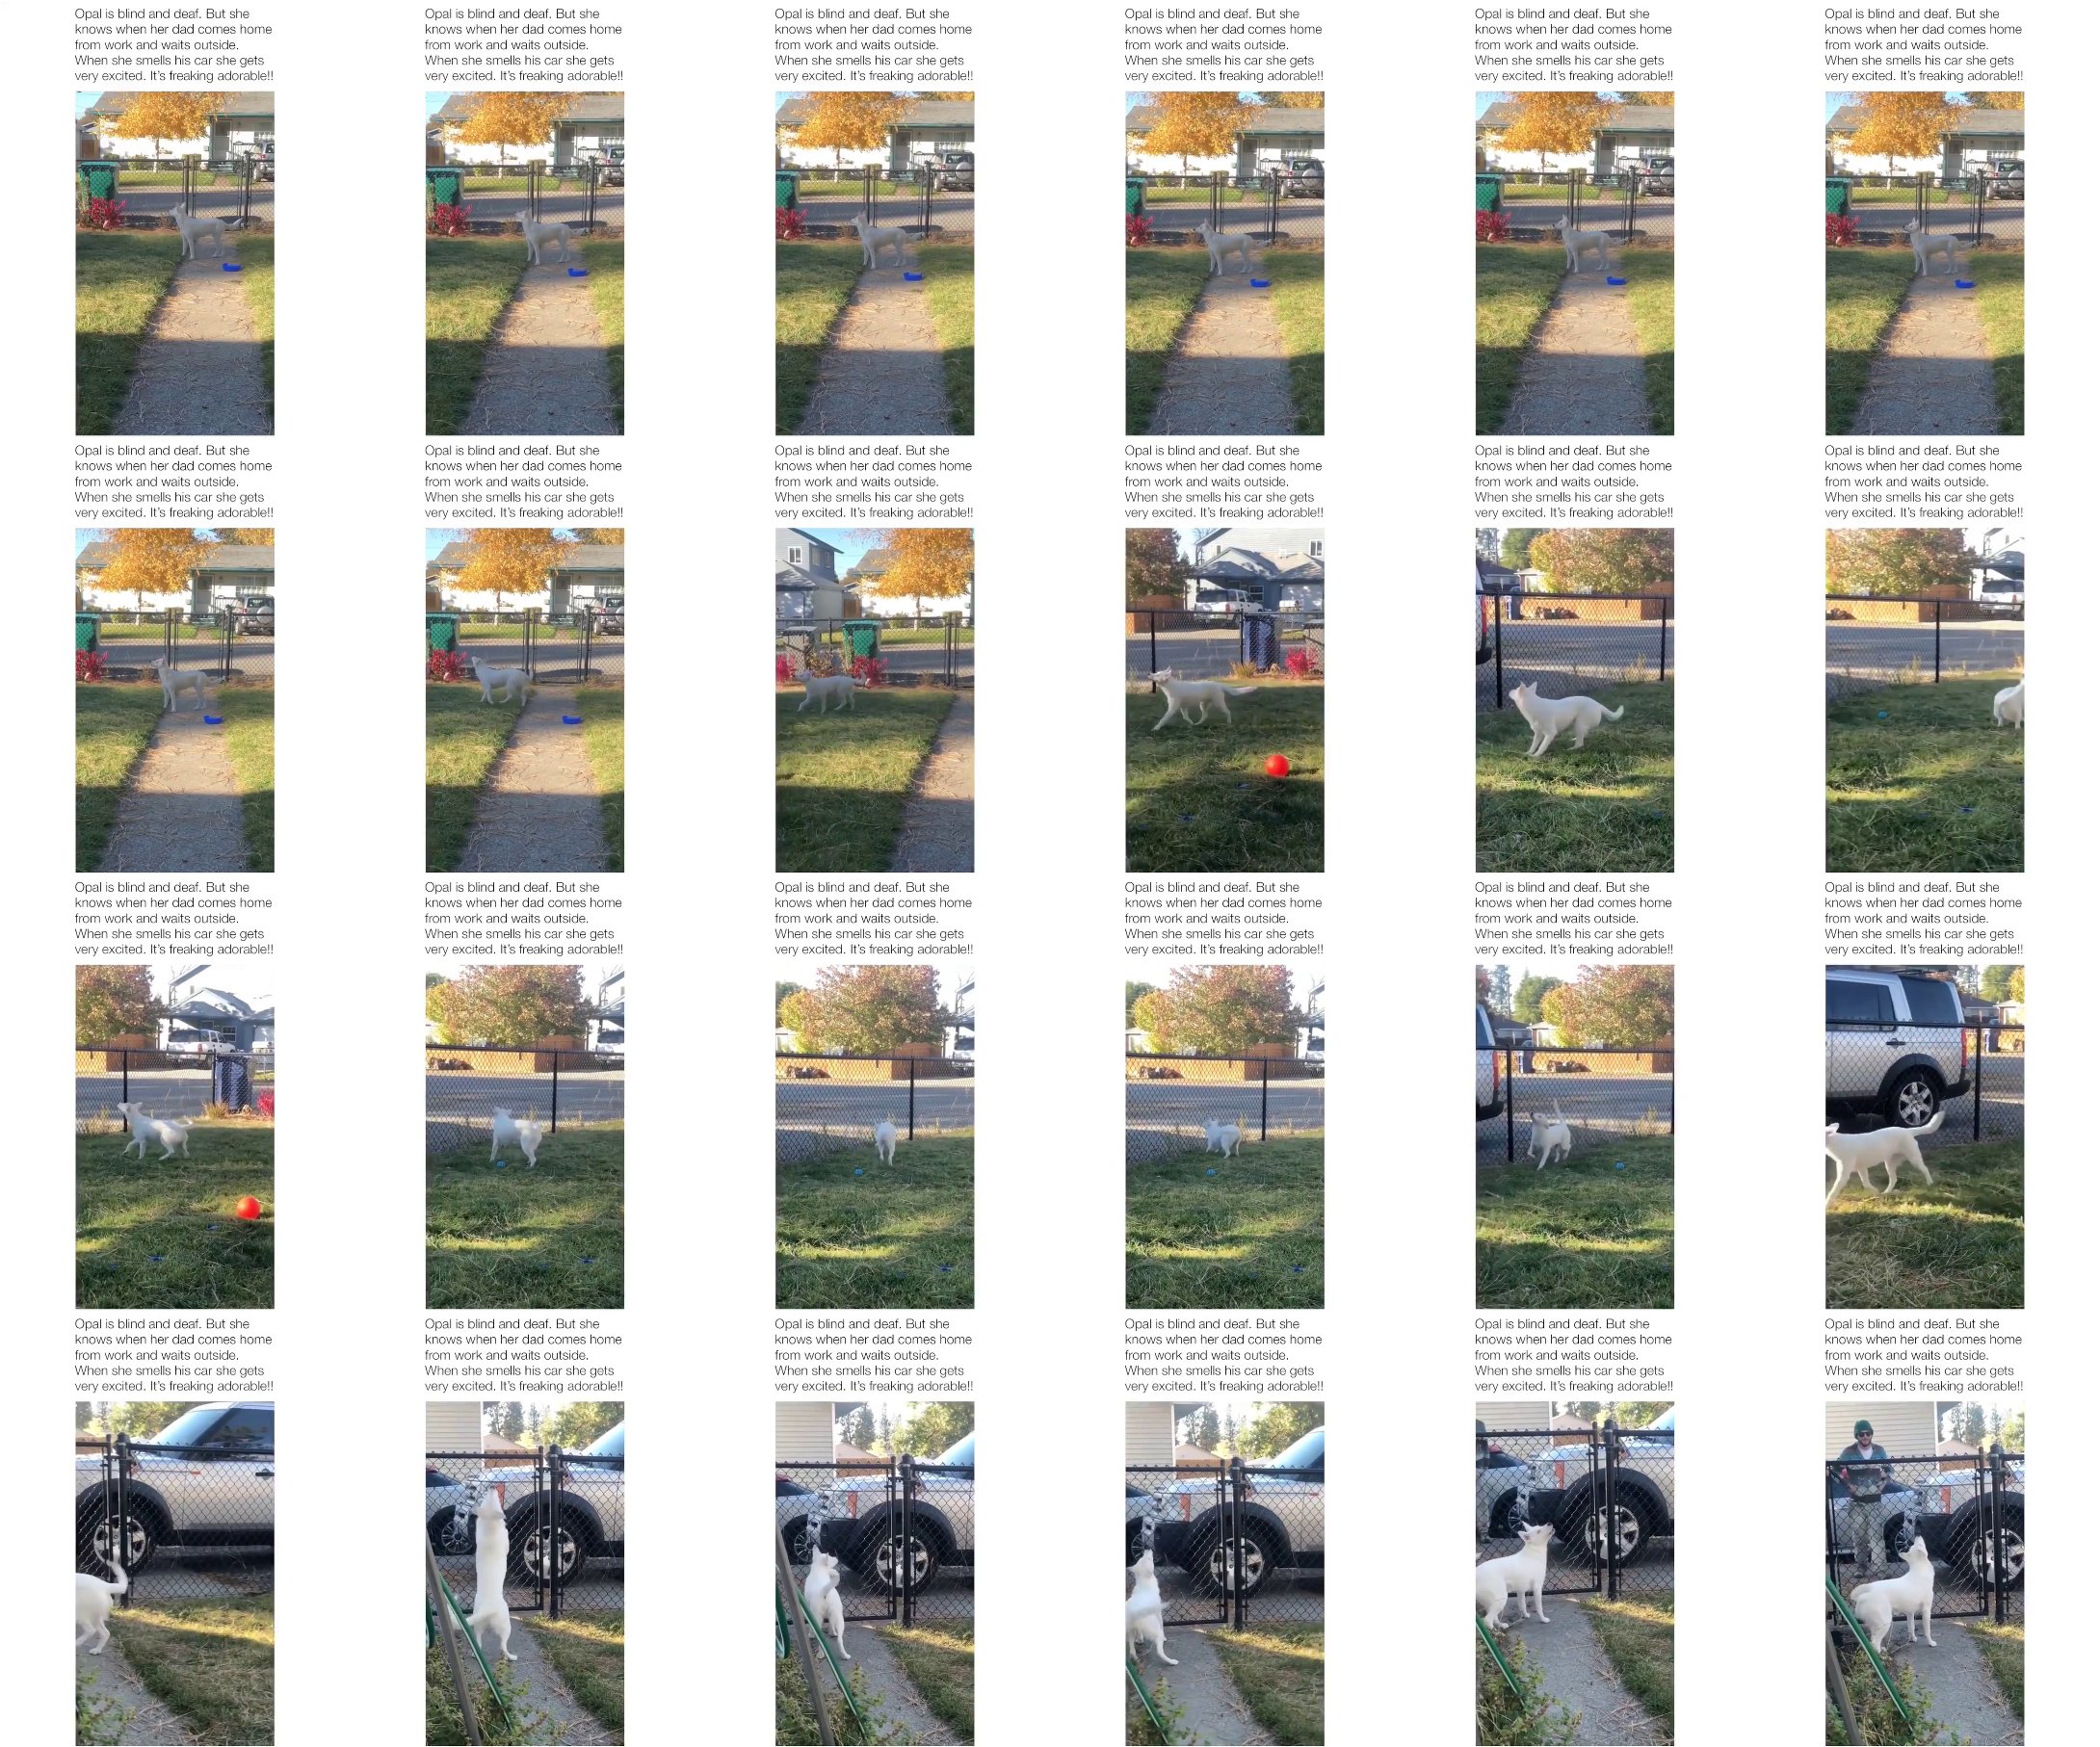 Opal is blind and deaf. But she
knows when her dad comes home
from work and waits outside.
When she smells his car she gets
very excited. It's freaking adorable!!
Opal is blind and deaf. But she
knows when her dad comes home
from work and waits outside.
When she smells his car she gets
very excited. It's freaking adorable!!
Opal is blind and deaf. But she
knows when her dad comes home
from work and waits outside.
When she smells his car she gets
very excited. It's freaking adorable!!
Opal is blind and deaf. But she
knows when her dad comes home
from work and waits outside.
When she smells his car she gets
very excited. It's freaking adorable!!
Opal is blind and deaf. But she
knows when her dad comes home
from work and waits outside.
When she smells his car she gets
very excited. It's freaking adorable!!
Opal is blind and deaf. But she
knows when her dad comes home
from work and waits outside.
When she smells his car she gets
very excited. It's freaking adorable!!
Opal is blind and deaf. But she
knows when her dad comes home
from work and waits outside.
When she smells his car she gets
very excited. It's freaking adorable!!
Opal is blind and deaf. But she
knows when her dad comes home
from work and waits outside.
When she smells his car she gets
very excited. It's freaking adorable!!
Opal is blind and deaf. But she
knows when her dad comes home
from work and waits outside.
When she smells his car she gets
very excited. It's freaking adorable!!
Opal is blind and deaf. But she
knows when her dad comes home
from work and waits outside.
When she smells his car she gets
very excited. It's freaking adorable!!
Opal is blind and deaf. But she
knows when her dad comes home
from work and waits outside.
When she smells his car she gets
very excited. It's freaking adorable!!
Opal is blind and deaf. But she
knows when her dad comes home
from work and waits outside.
When she smells his car she gets
very excited. It's freaking adorable!!
Opal is blind and deaf. But she
knows when her dad comes home
from work and waits outside.
When she smells his car she gets
very excited. It's freaking adorable!!
Opal is blind and deaf. But she
knows when her dad comes home
from work and waits outside.
When she smells his car she gets
very excited. It's freaking adorable!!
Opal is blind and deaf. But she
knows when her dad comes home
from work and waits outside.
When she smells his car she gets
very excited. It's freaking adorable!!
Opal is blind and deaf. But she
knows when her dad comes home
from work and waits outside.
When she smells his car she gets
very excited. It's freaking adorable!!
Opal is blind and deaf. But she
knows when her dad comes home
from work and waits outside.
When she smells his car she gets
very excited. It's freaking adorable!!
Opal is blind and deaf. But she
knows when her dad comes home
from work and waits outside.
When she smells his car she gets
very excited. It's freaking adorable!!
Opal is blind and deaf. But she
knows when her dad comes home
from work and waits outside.
When she smells his car she gets
very excited. It's freaking adorable!!
Opal is blind and deaf. But she
knows when her dad comes home
from work and waits outside.
When she smells his car she gets
very excited. It's freaking adorable!!
Opal is blind and deaf. But she
knows when her dad comes home
from work and waits outside.
When she smells his car she gets
very excited. It's freaking adorable!!
Opal is blind and deaf. But she
knows when her dad comes home
from work and waits outside.
When she smells his car she gets
very excited. It's freaking adorable!!
Opal is blind and deaf. But she
knows when her dad comes home
from work and waits outside.
When she smells his car she gets
very excited. It's freaking adorable!!
Opal is blind and deaf. But she
knows when her dad comes home
from work and waits outside.
When she smells his car she gets
very excited. It's freaking adorable!!